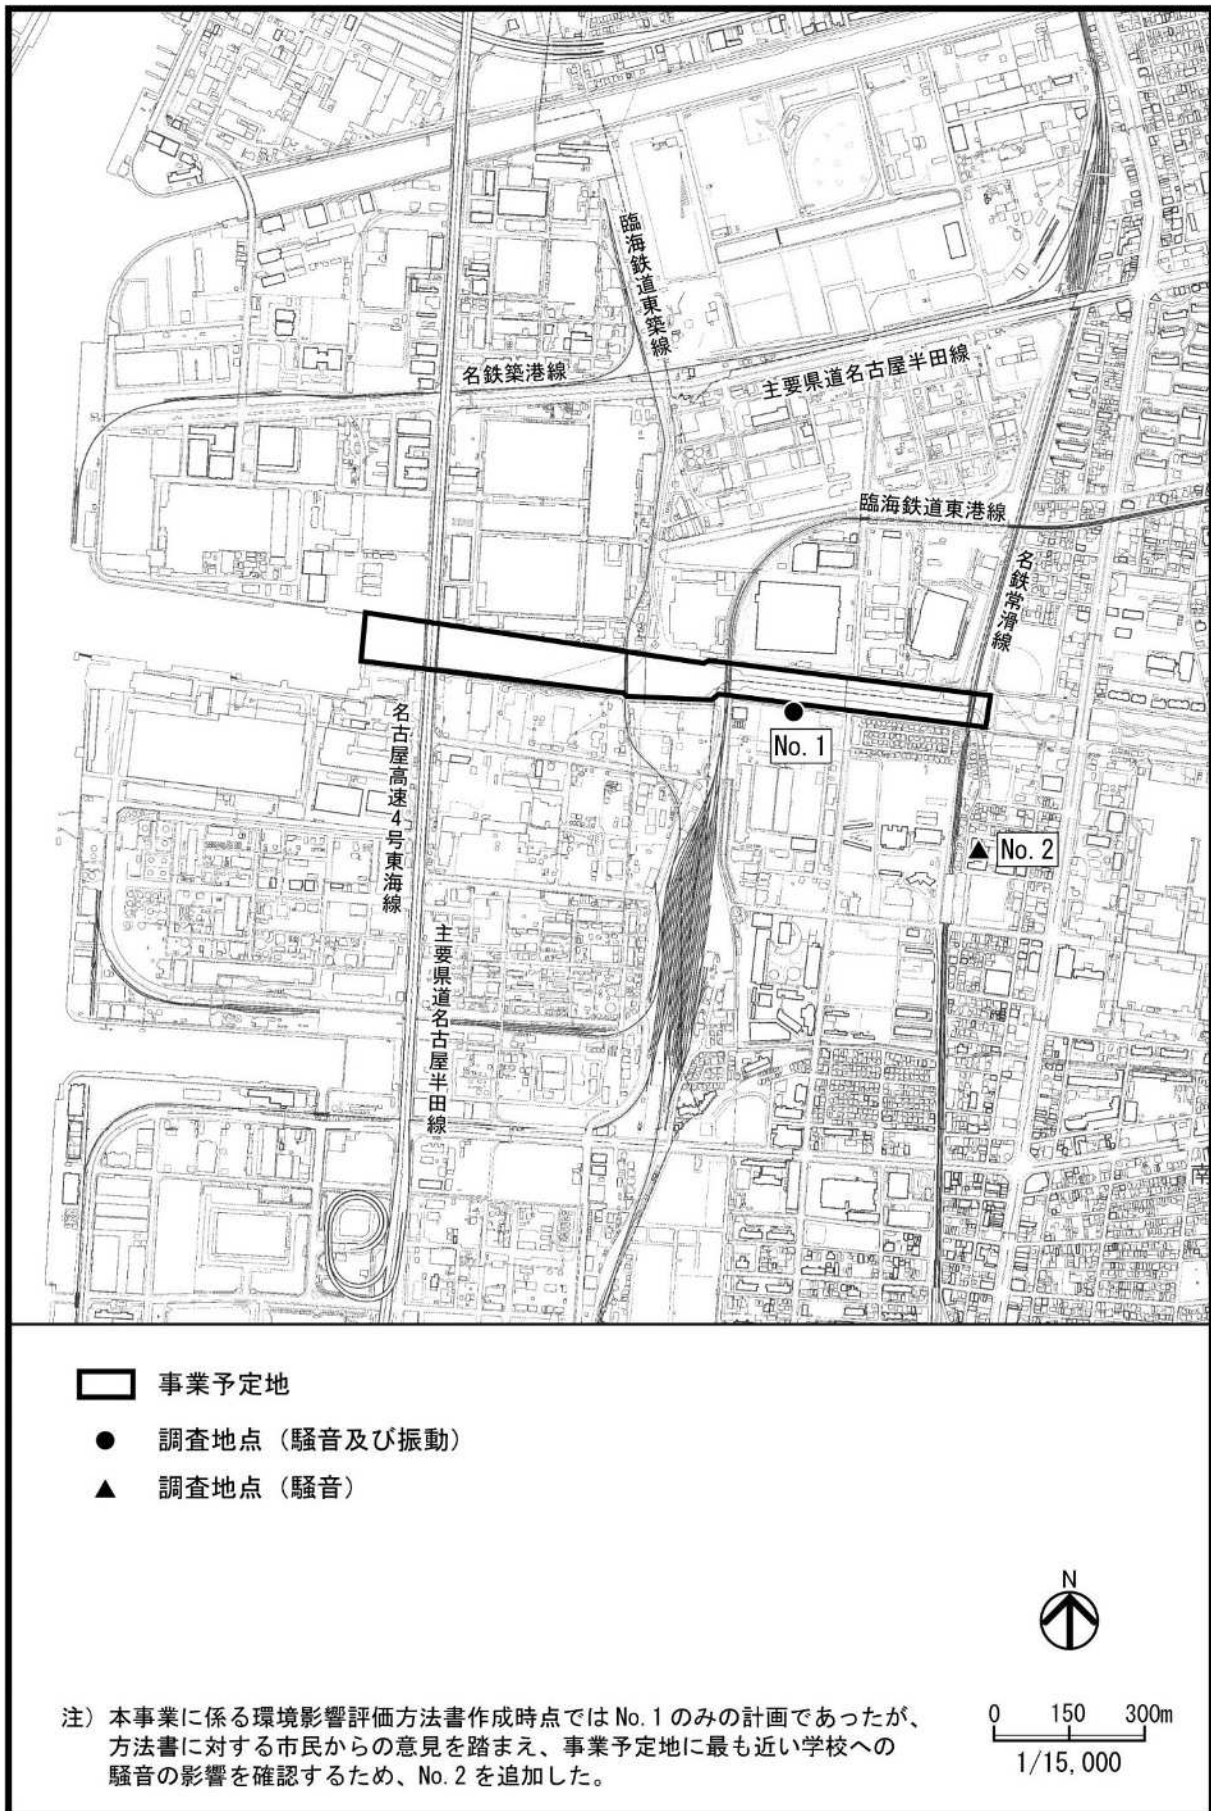 臨海鉄道東築線
名鉄築港線
主要県道名古屋半田線
臨海鉄道東港線
名鉄常滑線
No. 1
名古屋高速4号東海線
No. 2
主要県道名古屋半田線
南
事業予定地
調査地点（騒音及び振動）
調査地点（騒音）
N
注）本事業に係る環境影響評価方法書作成時点では No. 1 のみの計画であったが、
方法書に対する市民からの意見を踏まえ、事業予定地に最も近い学校への
騒音の影響を確認するため、No. 2 を追加した。
0 150 300m
1/15,000